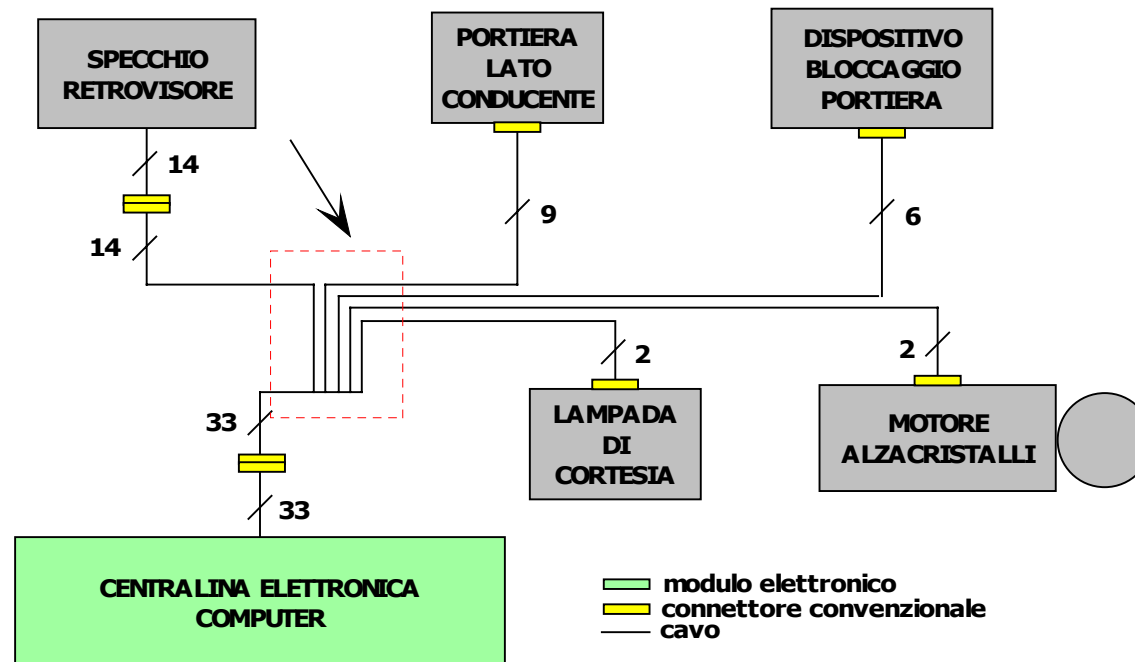 SPECCHIO
RETROVISORE
PORTIERA
LATO
CONDUCENTE
DISPOSITIVO
BLOCCAGGIO
PORTIERA
14
14
9
6
2
2
33
33
LAMPADA
DI
CORTESIA
MOTORE
ALZACRISTALLI
CENTRALINA ELETTRONICA
COMPUTER
modulo elettronico
connettore convenzionale
cavo